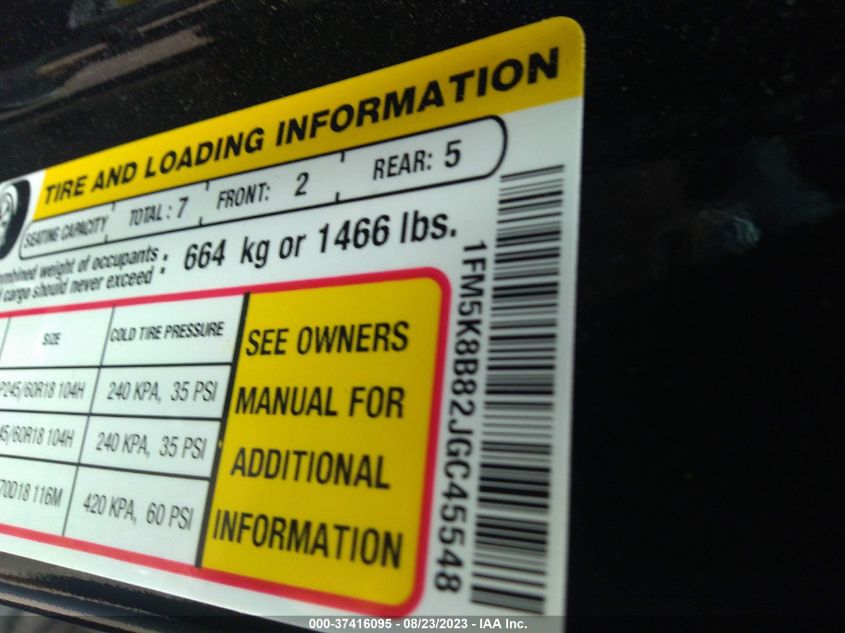 TIRE AND LOADING INFORMATION
SEATING CAPACITY TOTAL: 7 FRONT: 2 REAR: 5
weight of occupants
cargo should never exceed : 664 kg or 1466 lbs.
SIZE COLD TIRE PRESSURE
P245/60R18 104H 240 KPA, 35 PSI
45/60R18 104H 240 KPA, 35 PSI
70D18 116M 420 KPA, 60 PSI
SEE OWNERS
MANUAL FOR
ADDITIONAL
INFORMATION
1FM5K8B82JGC45548
000-37416095 - 08/23/2023 - IAA Inc.